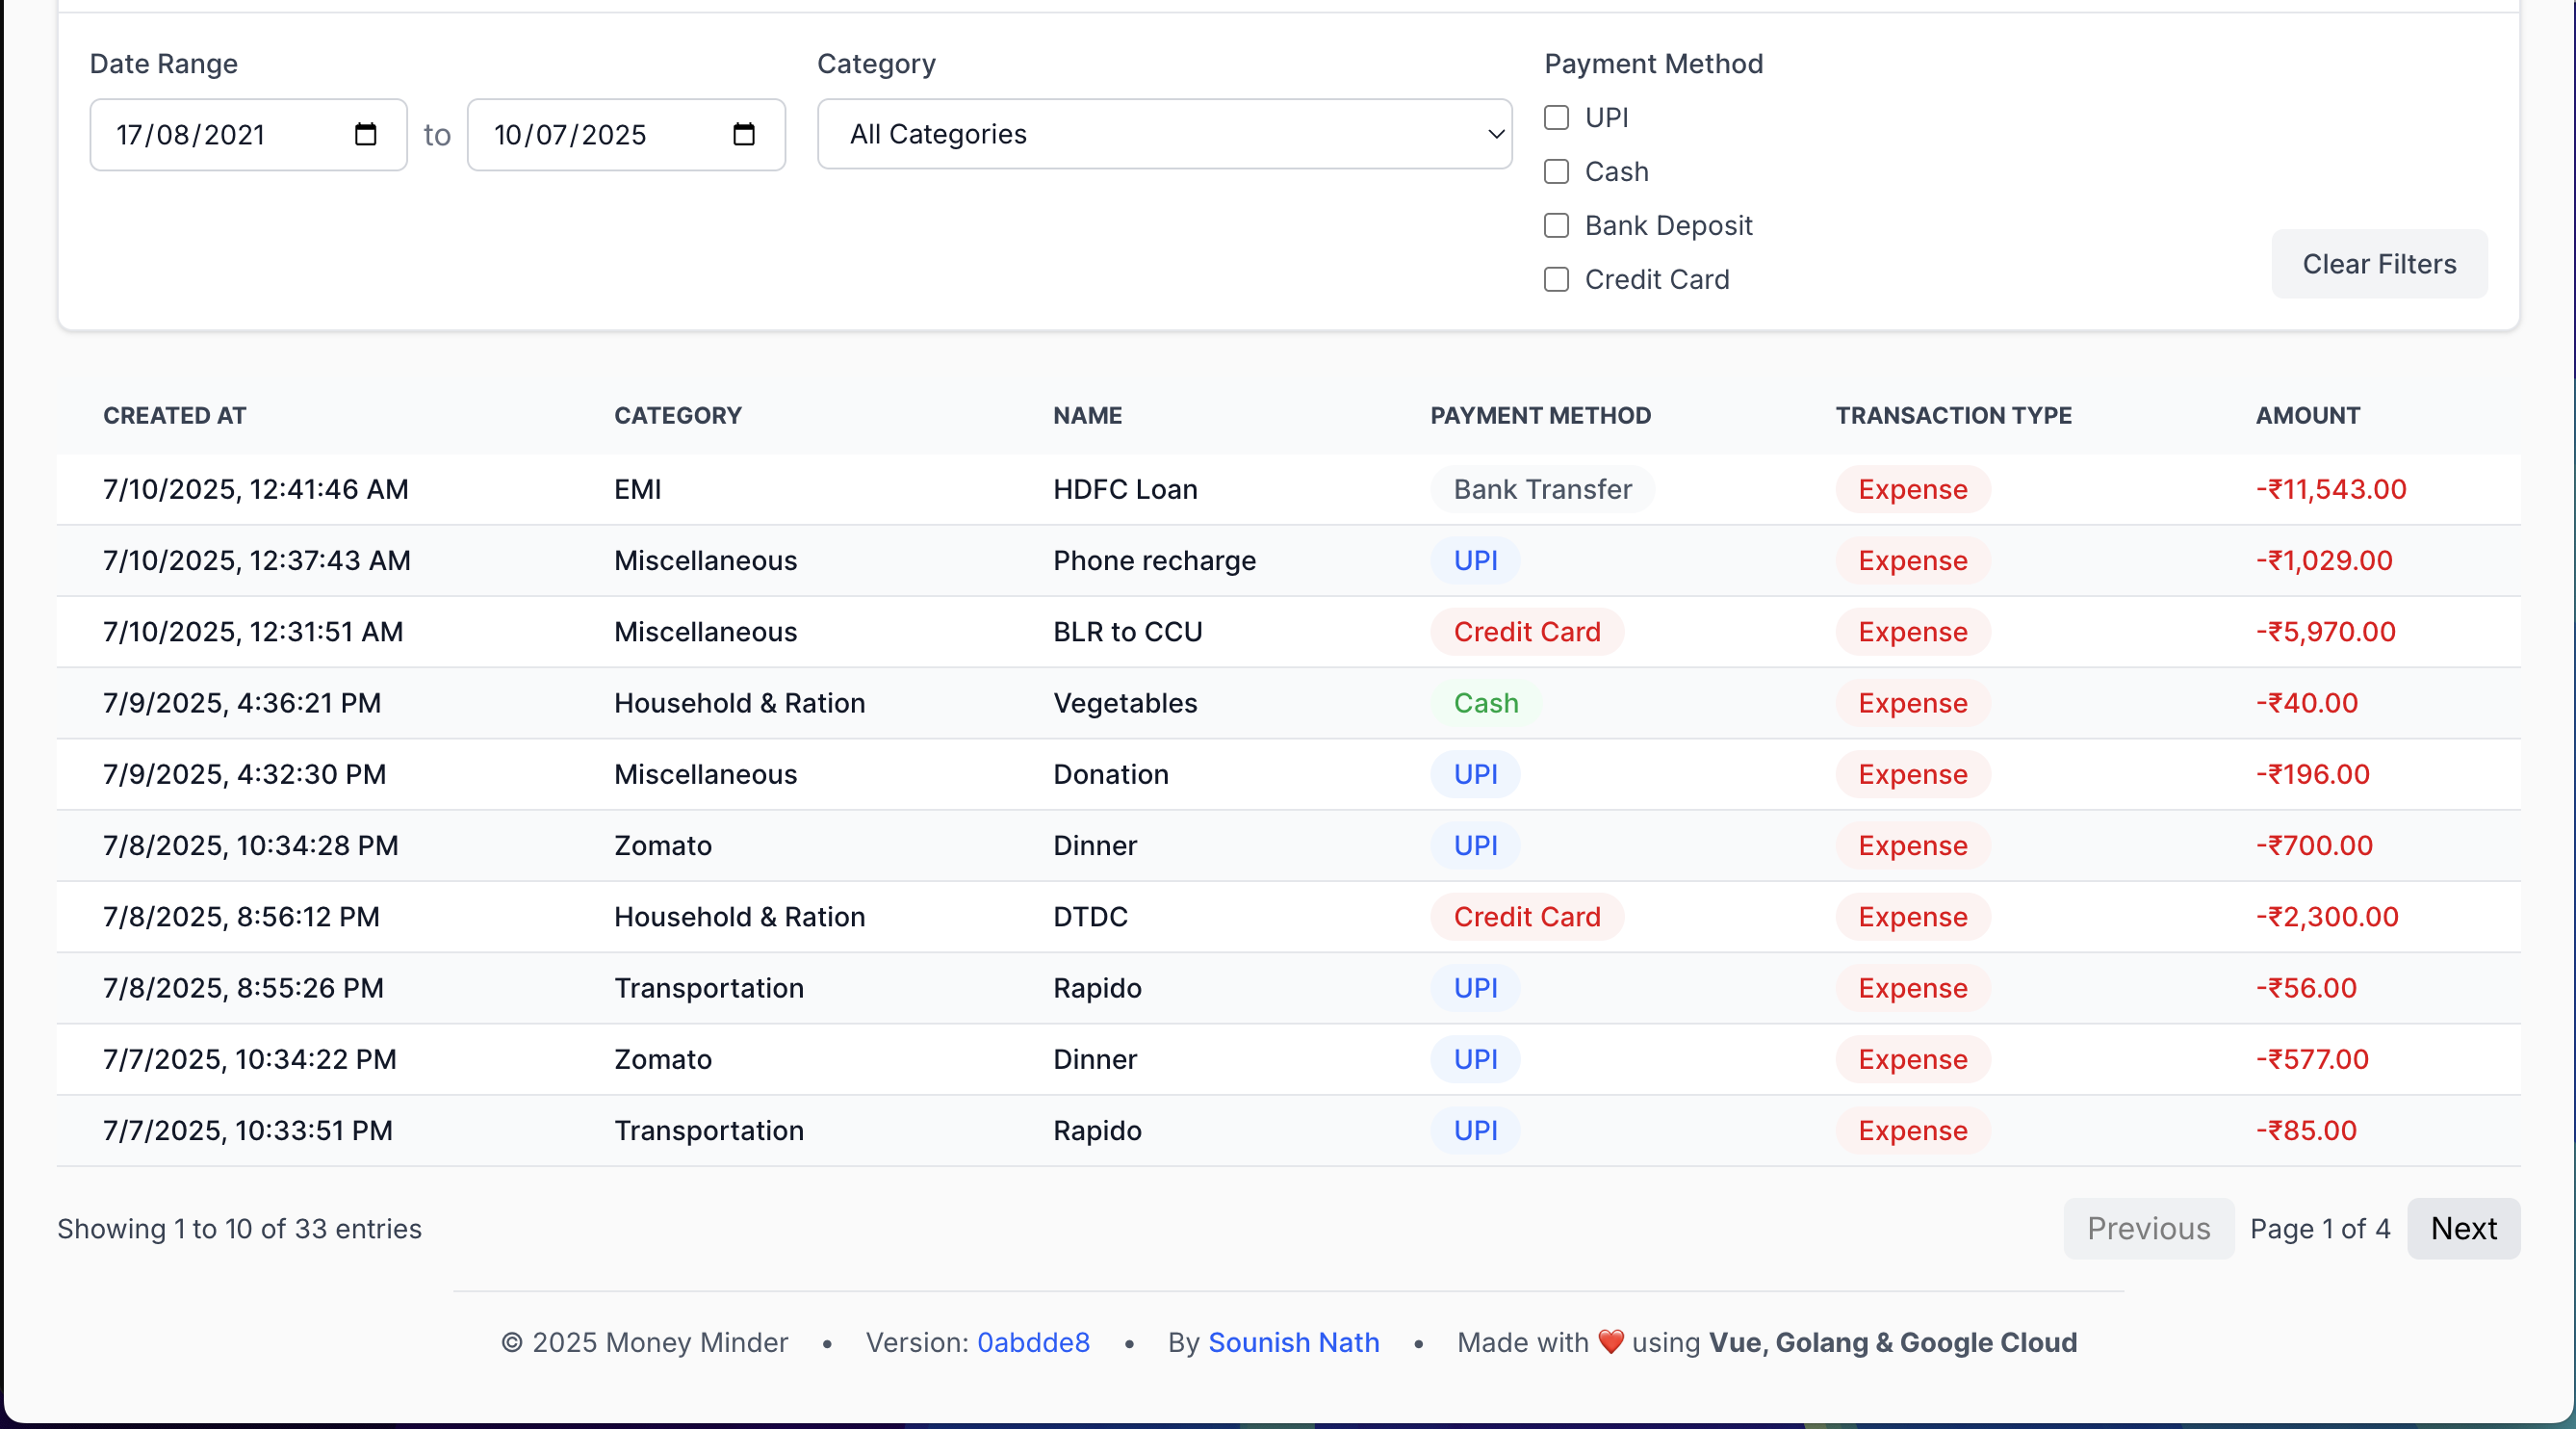 Date Range Category Payment Method
17/08/2021 to 10/07/2025 All Categories
UPI
Cash
Bank Deposit
Credit Card
Clear Filters
CREATED AT CATEGORY NAME PAYMENT METHOD TRANSACTION TYPE AMOUNT
7/10/2025, 12:41:46 AM EMI HDFC Loan Bank Transfer Expense -₹11,543.00
7/10/2025, 12:37:43 AM Miscellaneous Phone recharge UPI Expense -₹1,029.00
7/10/2025, 12:31:51 AM Miscellaneous BLR to CCU Credit Card Expense -₹5,970.00
7/9/2025, 4:36:21 PM Household & Ration Vegetables Cash Expense -₹40.00
7/9/2025, 4:32:30 PM Miscellaneous Donation UPI Expense -₹196.00
7/8/2025, 10:34:28 PM Zomato Dinner UPI Expense -₹700.00
7/8/2025, 8:56:12 PM Household & Ration DTDC Credit Card Expense -₹2,300.00
7/8/2025, 8:55:26 PM Transportation Rapido UPI Expense -₹56.00
7/7/2025, 10:34:22 PM Zomato Dinner UPI Expense -₹577.00
7/7/2025, 10:33:51 PM Transportation Rapido UPI Expense -₹85.00
Showing 1 to 10 of 33 entries Previous Page 1 of 4 Next
© 2025 Money Minder • Version: 0abdde8 • By Sounish Nath • Made with ❤️ using Vue, Golang & Google Cloud